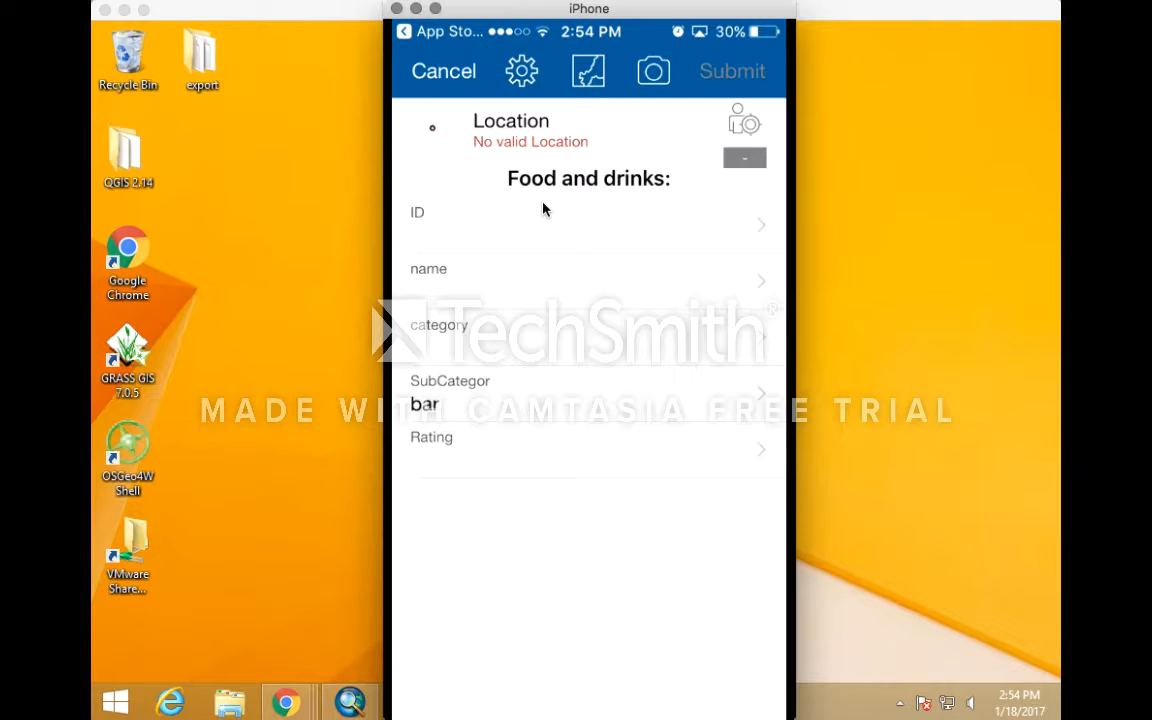 iPhone
App Sto... 2:54 PM 30%
Cancel Submit
Location
No valid Location
-
Food and drinks:
ID
name
category
SubCategor
bar
Rating
TechSmith®
MADE WITH CAMTASIA FREE TRIAL
Recycle Bin
export
QGIS 2.14
Google
Chrome
GRASS GIS
7.0.5
OSGeo4W
Shell
VMware
Share...
2:54 PM
1/18/2017